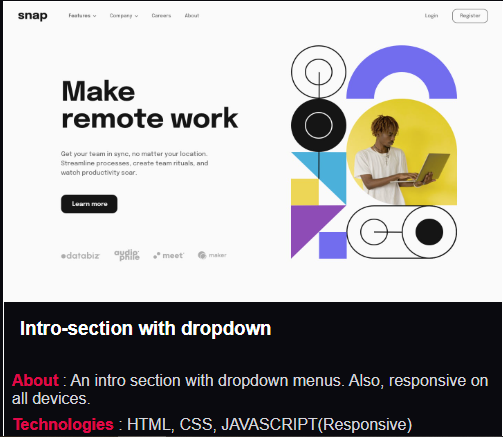 snap Features Company Careers About Login Register
Make
remote work
Get your team in sync, no matter your location.
Streamline processes, create team rituals, and
watch productivity soar.
Learn more
databiz audiophile meet maker
Intro-section with dropdown
About : An intro section with dropdown menus. Also, responsive on
all devices.
Technologies : HTML, CSS, JAVASCRIPT(Responsive)